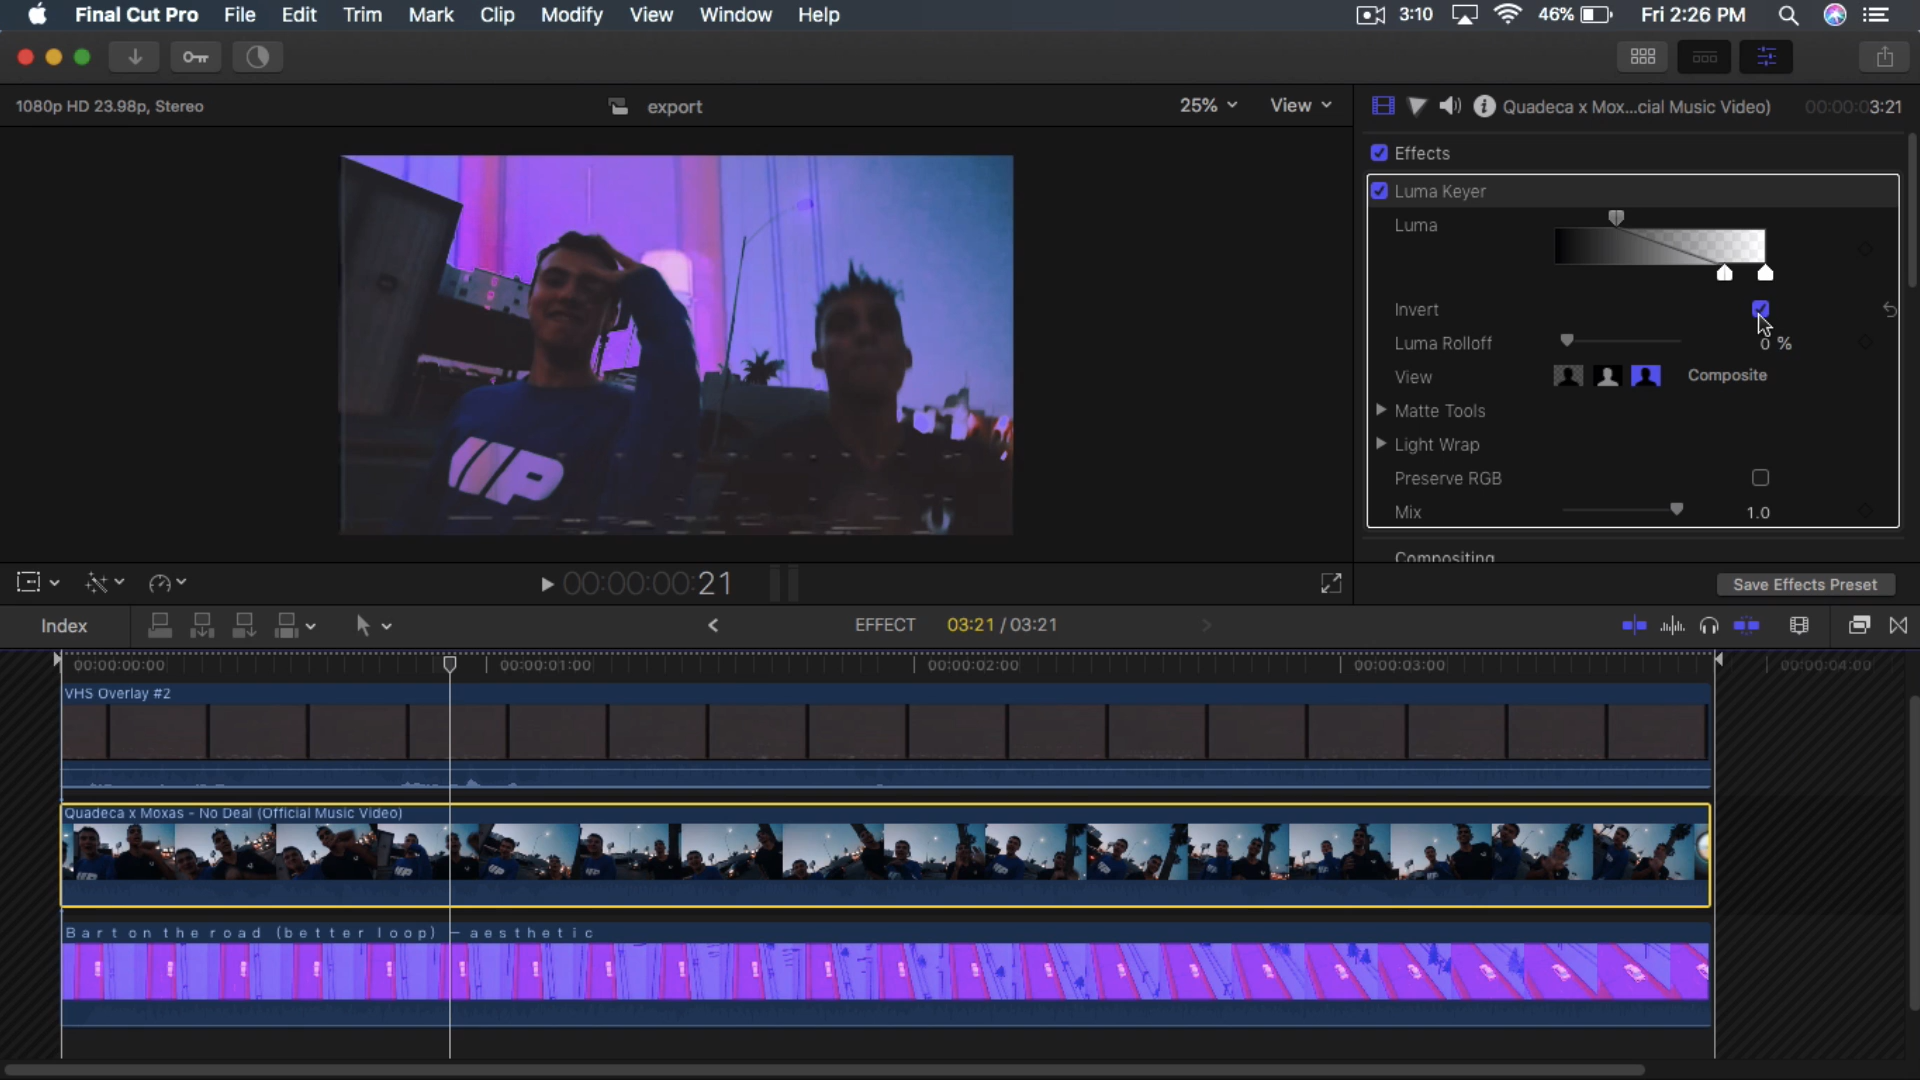 Final Cut Pro File Edit Trim Mark Clip Modify View Window Help 3:10 46% Fri 2:26 PM
1080p HD 23.98p, Stereo export 25% View Quadeca x Mox...cial Music Video) 00:00:03:21
Effects
Luma Keyer
Luma
Invert
Luma Rolloff 0 %
View Composite
Matte Tools
Light Wrap
Preserve RGB
Mix 1.0
Compositing
00:00:00:21 Save Effects Preset
Index EFFECT 03:21 / 03:21
00:00:00:00 00:00:01:00 00:00:02:00 00:00:03:00 00:00:04:00
VHS Overlay #2
Quadeca x Moxas - No Deal (Official Music Video)
Bart on the road (better loop) — aesthetic